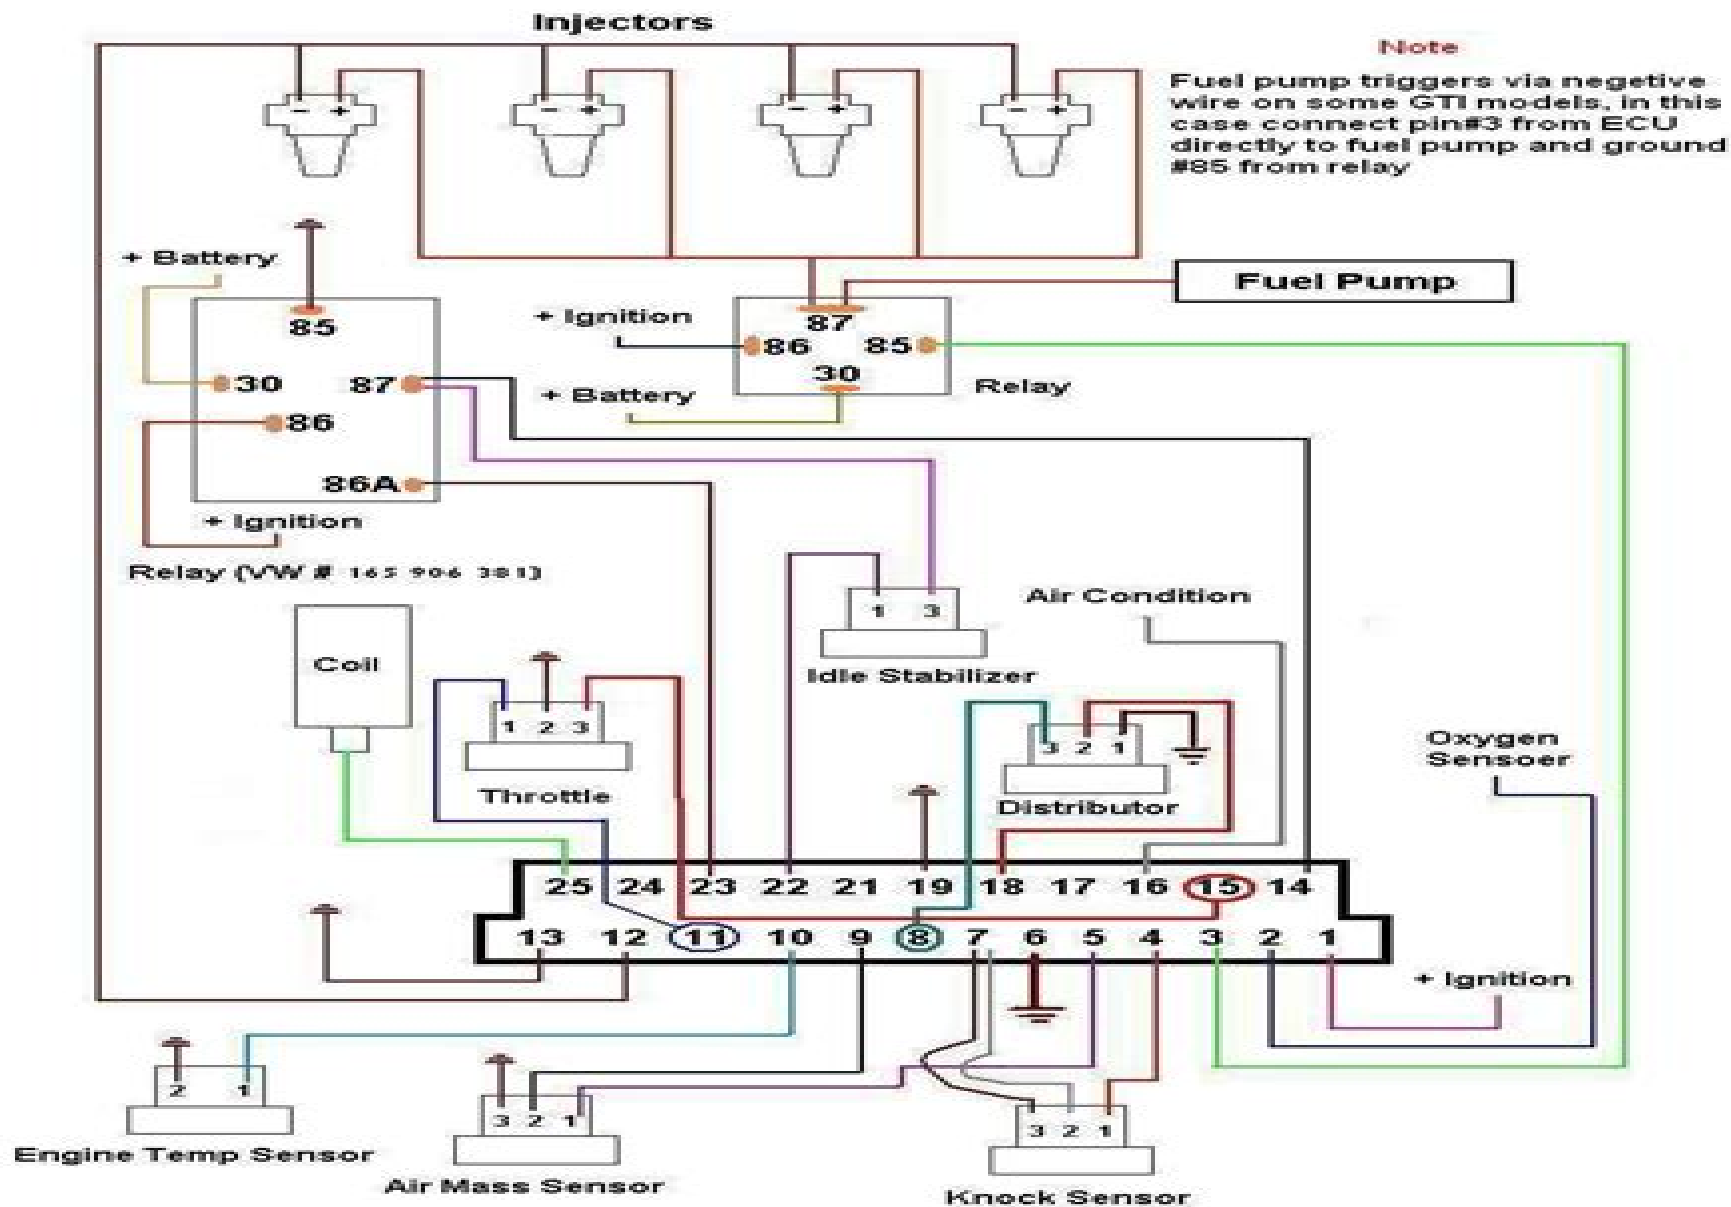 Injectors
Note
Fuel pump triggers via negetive
wire on some GTI models, in this
case connect pin#3 from ECU
directly to fuel pump and ground
#85 from relay
- +
- +
- +
- +
+ Battery
85
30
87
86
86A
+ Ignition
Relay (VW # 165 906 381)
+ Ignition
87
86
85
30
+ Battery
Relay
Fuel Pump
Coil
1 2 3
Throttle
1 3
Idle Stabilizer
Air Condition
3 2 1
Distributor
Oxygen
Sensoer
25 24 23 22 21 19 18 17 16 15 14
13 12 11 10 9 8 7 6 5 4 3 2 1
+ Ignition
2 1
Engine Temp Sensor
3 2 1
Air Mass Sensor
3 2 1
Knock Sensor